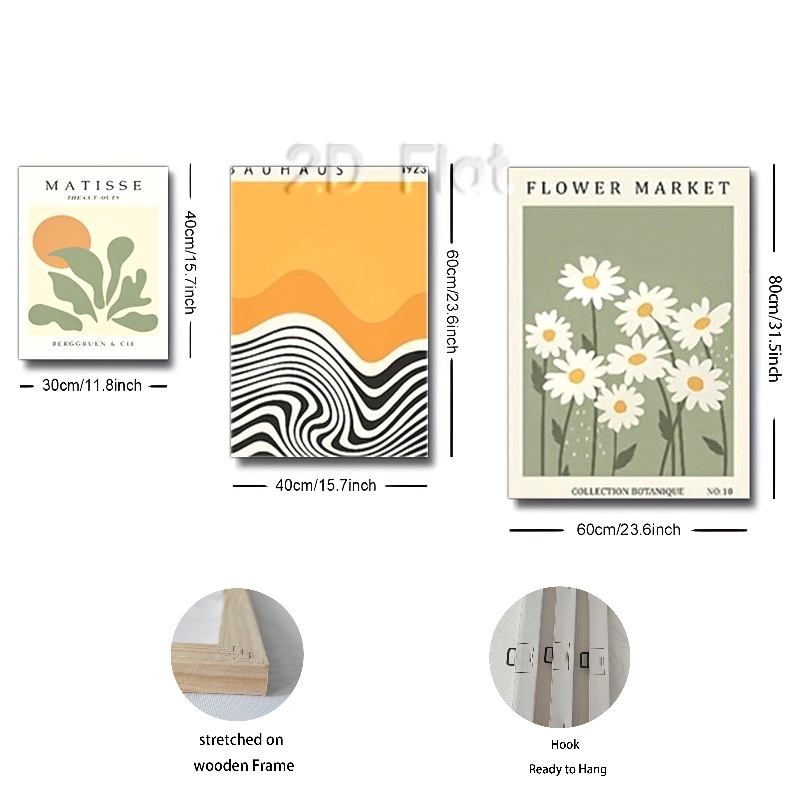 2D Flat
MATISSE
THE CUT-OUTS
BERGGRUEN & CIE
40cm/15.7inch
30cm/11.8inch
BAUHAUS 1923
60cm/23.6inch
40cm/15.7inch
FLOWER MARKET
COLLECTION BOTANIQUE NO:10
80cm/31.5inch
60cm/23.6inch
stretched on
wooden Frame
Hook
Ready to Hang